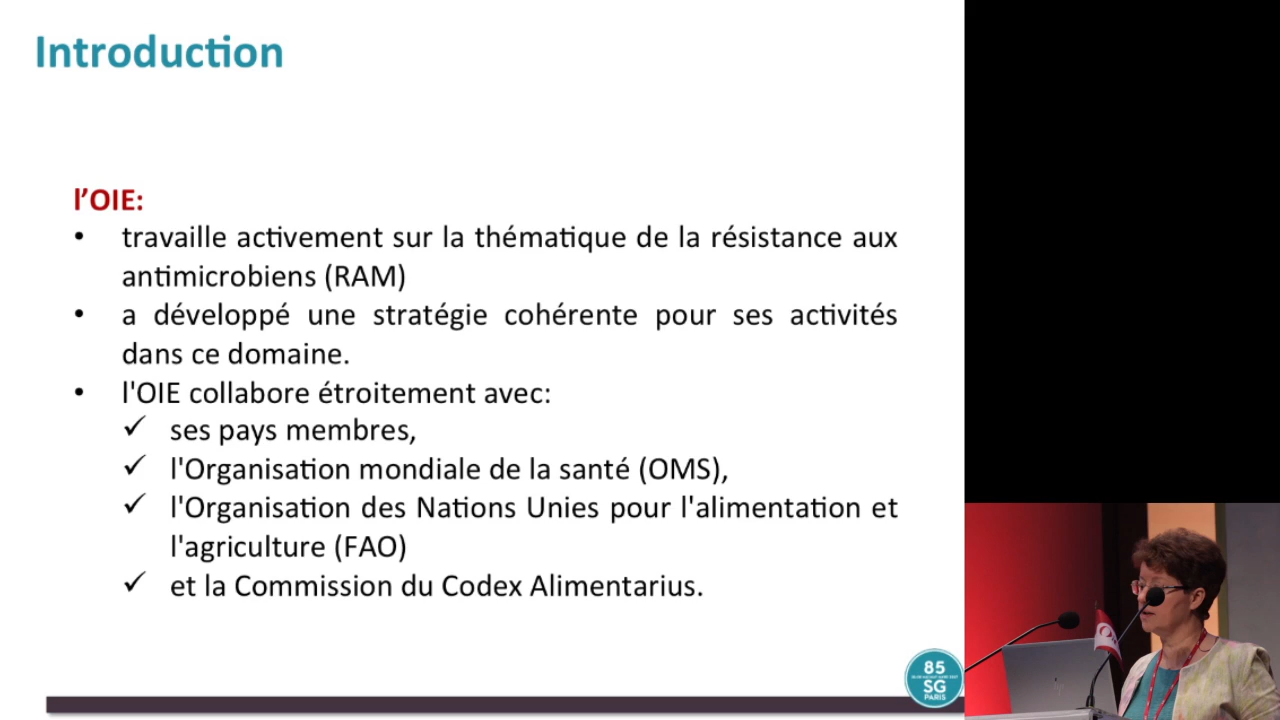 Introduction
l’OIE:
• travaille activement sur la thématique de la résistance aux
antimicrobiens (RAM)
• a développé une stratégie cohérente pour ses activités
dans ce domaine.
• l'OIE collabore étroitement avec:
✓ ses pays membres,
✓ l'Organisation mondiale de la santé (OMS),
✓ l'Organisation des Nations Unies pour l'alimentation et
l'agriculture (FAO)
✓ et la Commission du Codex Alimentarius.
85
SG
PARIS